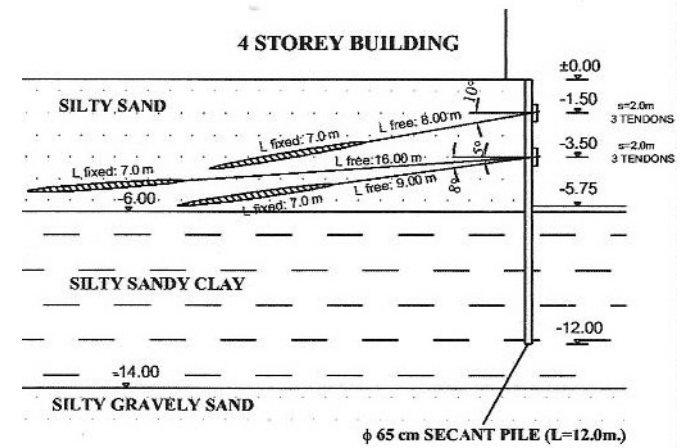 4 STOREY BUILDING
±0.00
SILTY SAND
10°
-1.50
s=2.0m
3 TENDONS
L free: 8.00 m
L fixed: 7.0 m
-3.50
s=2.0m
3 TENDONS
L fixed: 7.0 m
L free:16.00 m
L free: 9.00 m
8°
L fixed: 7.0 m
-6.00
-5.75
SILTY SANDY CLAY
-12.00
-14.00
SILTY GRAVELY SAND
ϕ 65 cm SECANT PILE (L=12.0m.)